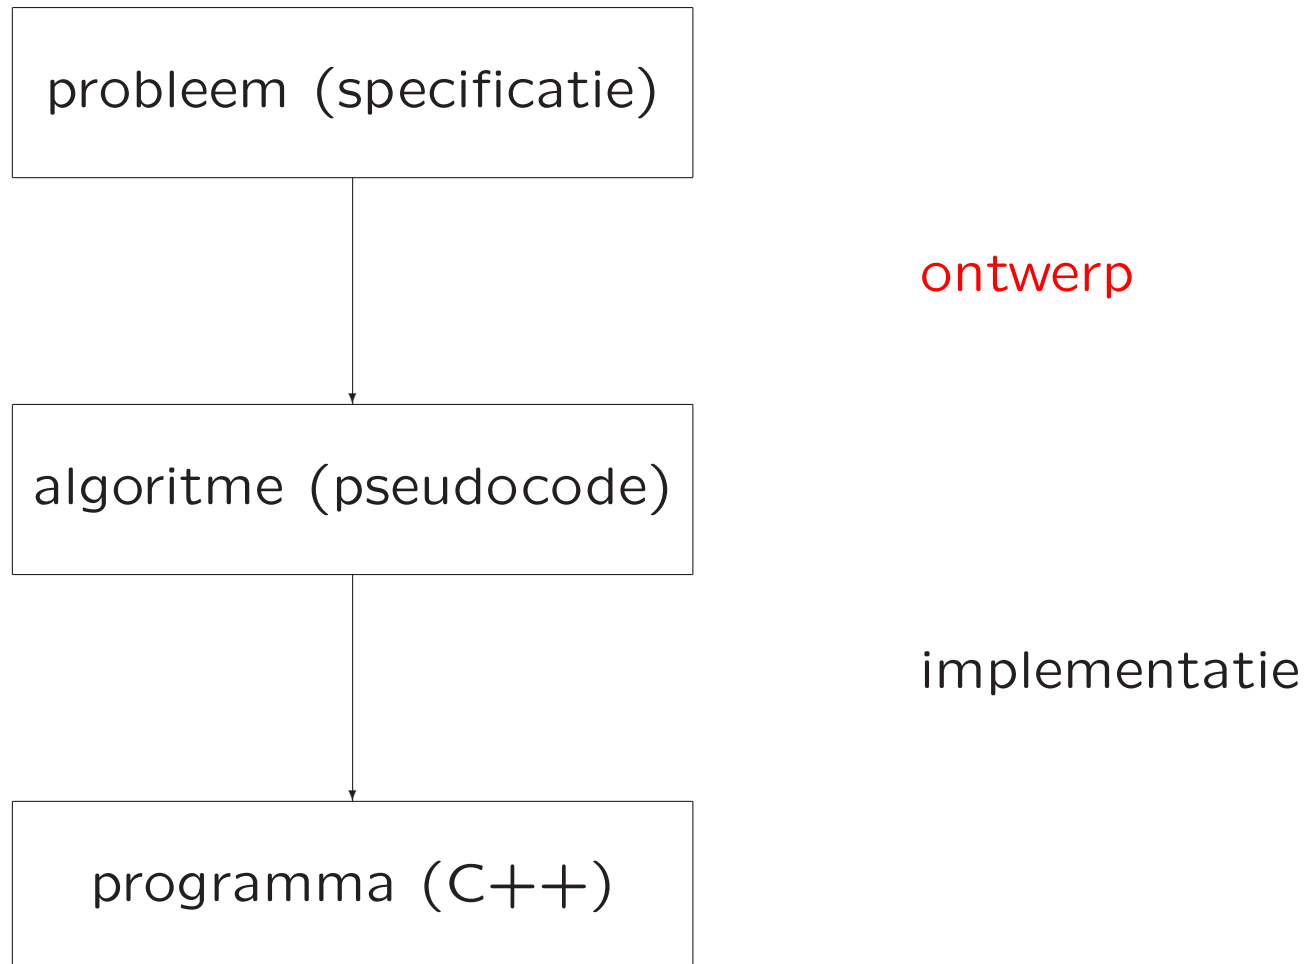 probleem (specificatie)
ontwerp
algoritme (pseudocode)
implementatie
programma (C++)